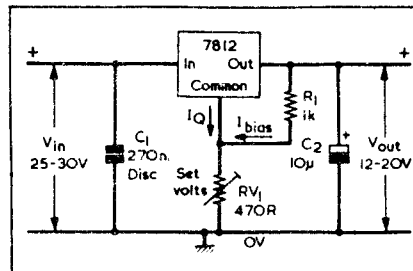 7812
+
In
Out
+
Common
IQ
Ibias
R1
1k
Vin
25-30V
C1
270n
Disc
Set
volts
RV1
470R
C2
10μ
+
Vout
12-20V
0V